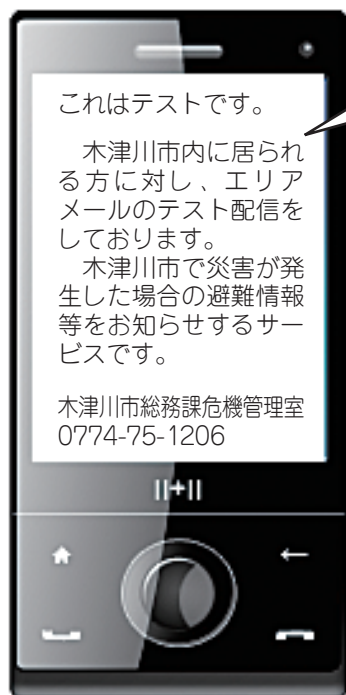 これはテストです。
　木津川市内に居られ
る方に対し、エリア
メールのテスト配信を
しております。
　木津川市で災害が発
生した場合の避難情報
等をお知らせするサー
ビスです。
木津川市総務課危機管理室
0774-75-1206